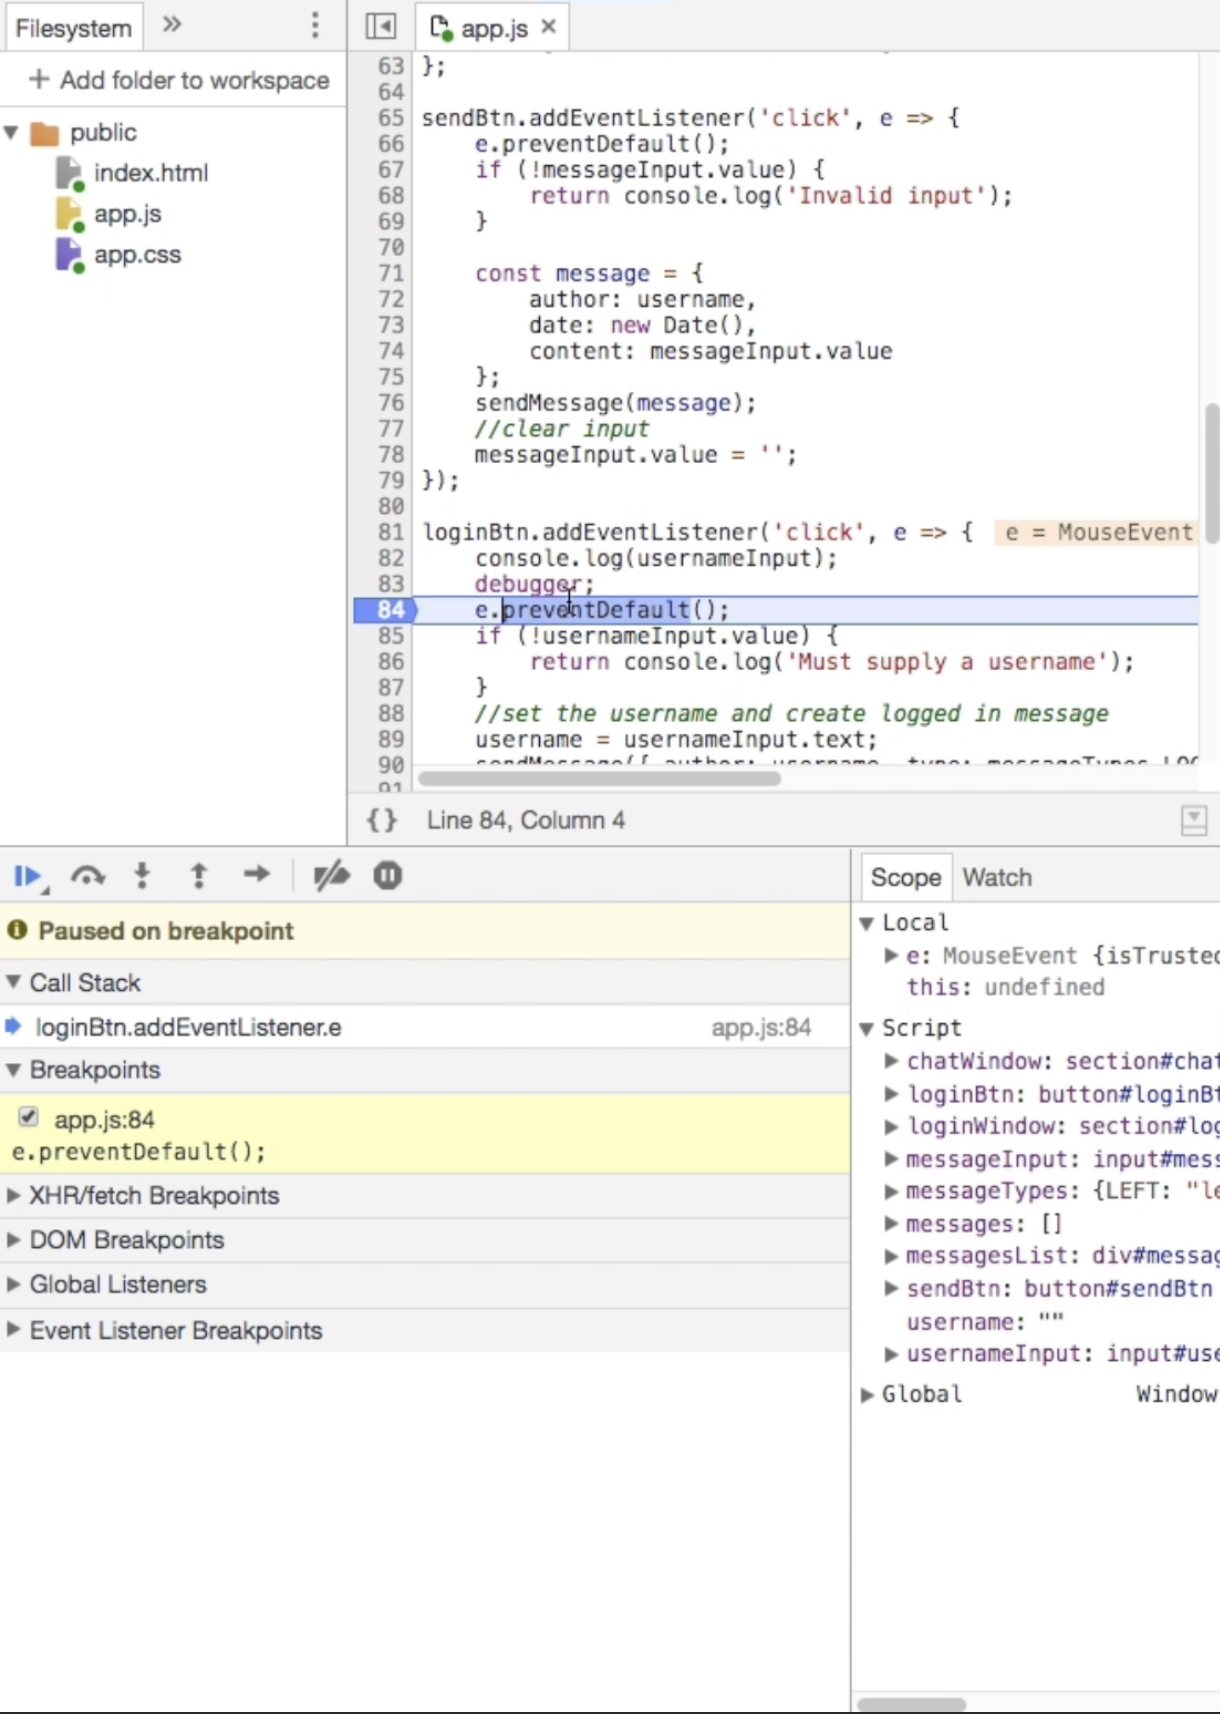 Filesystem
app.js
Add folder to workspace
public
index.html
app.js
app.css
63 };
64
65 sendBtn.addEventListener('click', e => {
66 e.preventDefault();
67 if (!messageInput.value) {
68 return console.log('Invalid input');
69 }
70
71 const message = {
72 author: username,
73 date: new Date(),
74 content: messageInput.value
75 };
76 sendMessage(message);
77 //clear input
78 messageInput.value = '';
79 });
80
81 loginBtn.addEventListener('click', e => { e = MouseEvent
82 console.log(usernameInput);
83 debugger;
84 e.preventDefault();
85 if (!usernameInput.value) {
86 return console.log('Must supply a username');
87 }
88 //set the username and create logged in message
89 username = usernameInput.text;
90 sendMessage({ author: username, type: messageTypes.LOG
91
{} Line 84, Column 4
Paused on breakpoint
Call Stack
loginBtn.addEventListener.e app.js:84
Breakpoints
app.js:84
e.preventDefault();
XHR/fetch Breakpoints
DOM Breakpoints
Global Listeners
Event Listener Breakpoints
Scope Watch
Local
e: MouseEvent {isTrusted
this: undefined
Script
chatWindow: section#chat
loginBtn: button#loginBt
loginWindow: section#log
messageInput: input#mess
messageTypes: {LEFT: "le
messages: []
messagesList: div#messag
sendBtn: button#sendBtn
username: ""
usernameInput: input#use
Global Window